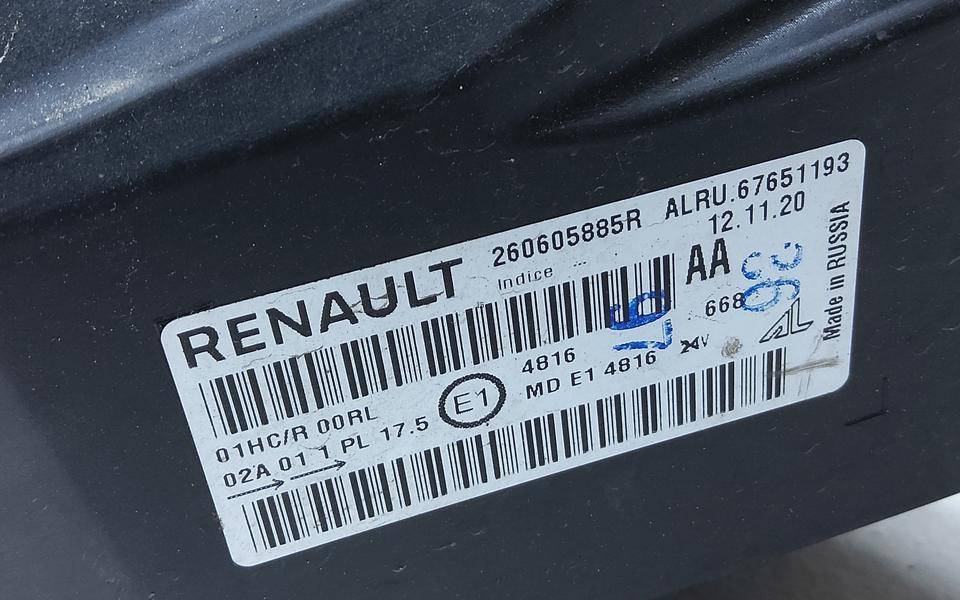 RENAULT 260605885R ALRU.67651193
Indice 12.11.20
AA
668
4816
01HC/R 00RL E1 MD E1 4816 24V
02A 01 1 PL 17.5
AL
Made in RUSSIA